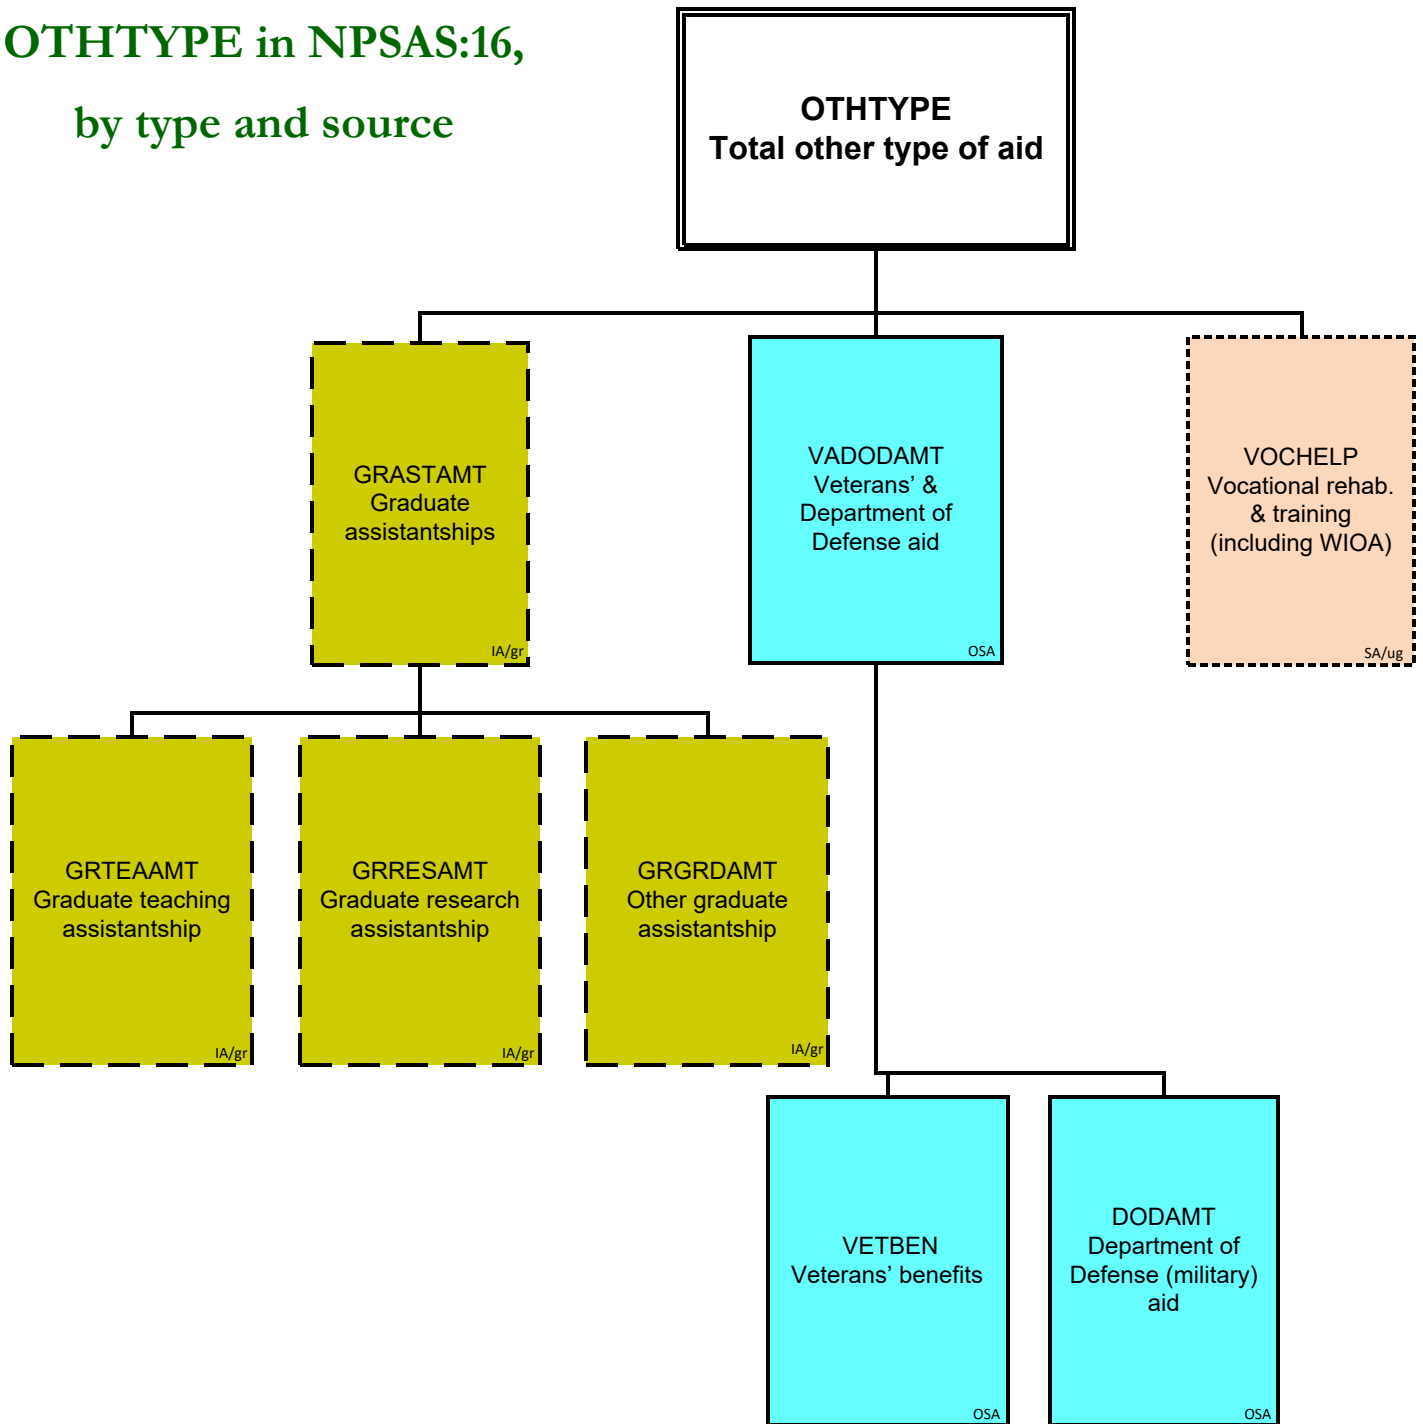 OTHTYPE in NPSAS:16,
by type and source
OTHTYPE
Total other type of aid
GRASTAMT
Graduate
assistantships
IA/gr
VADODAMT
Veterans’ &
Department of
Defense aid
OSA
VOCHELP
Vocational rehab.
& training
(including WIOA)
SA/ug
GRTEAAMT
Graduate teaching
assistantship
IA/gr
GRRESAMT
Graduate research
assistantship
IA/gr
GRGRDAMT
Other graduate
assistantship
IA/gr
VETBEN
Veterans’ benefits
OSA
DODAMT
Department of
Defense (military)
aid
OSA